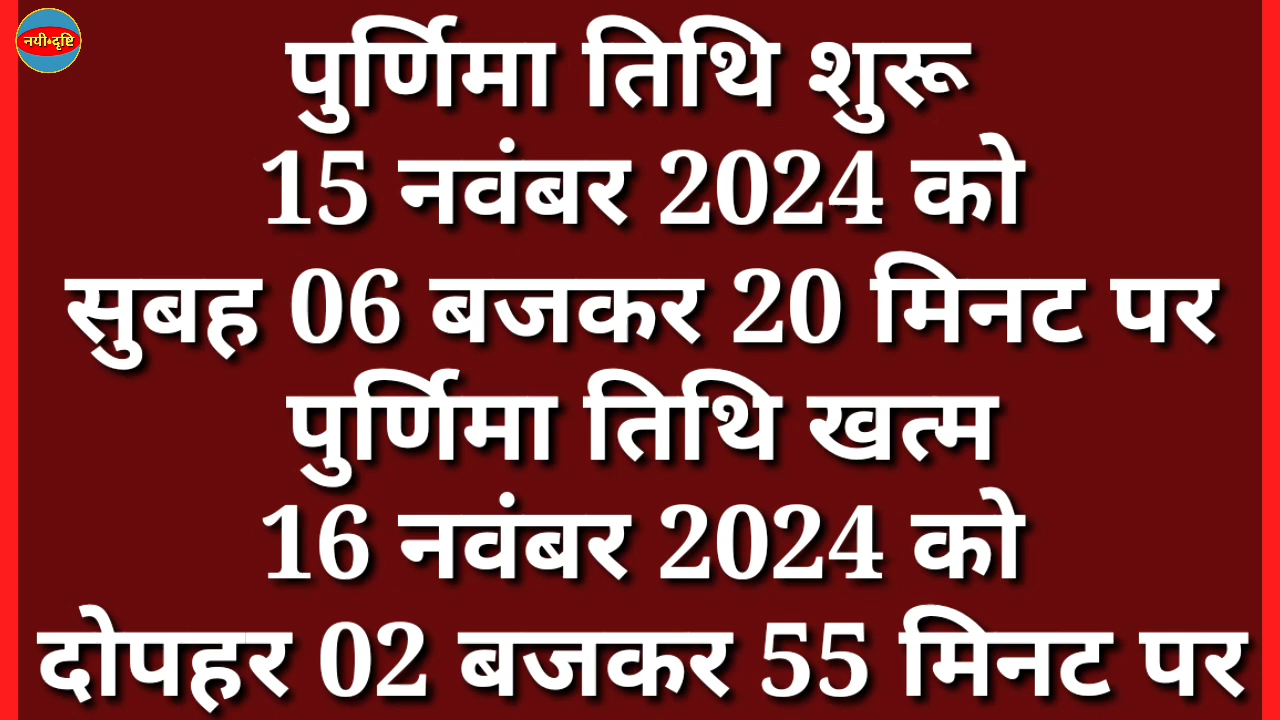 नयी दृष्टि
पुर्णिमा तिथि शुरू
15 नवंबर 2024 को
सुबह 06 बजकर 20 मिनट पर
पुर्णिमा तिथि खत्म
16 नवंबर 2024 को
दोपहर 02 बजकर 55 मिनट पर